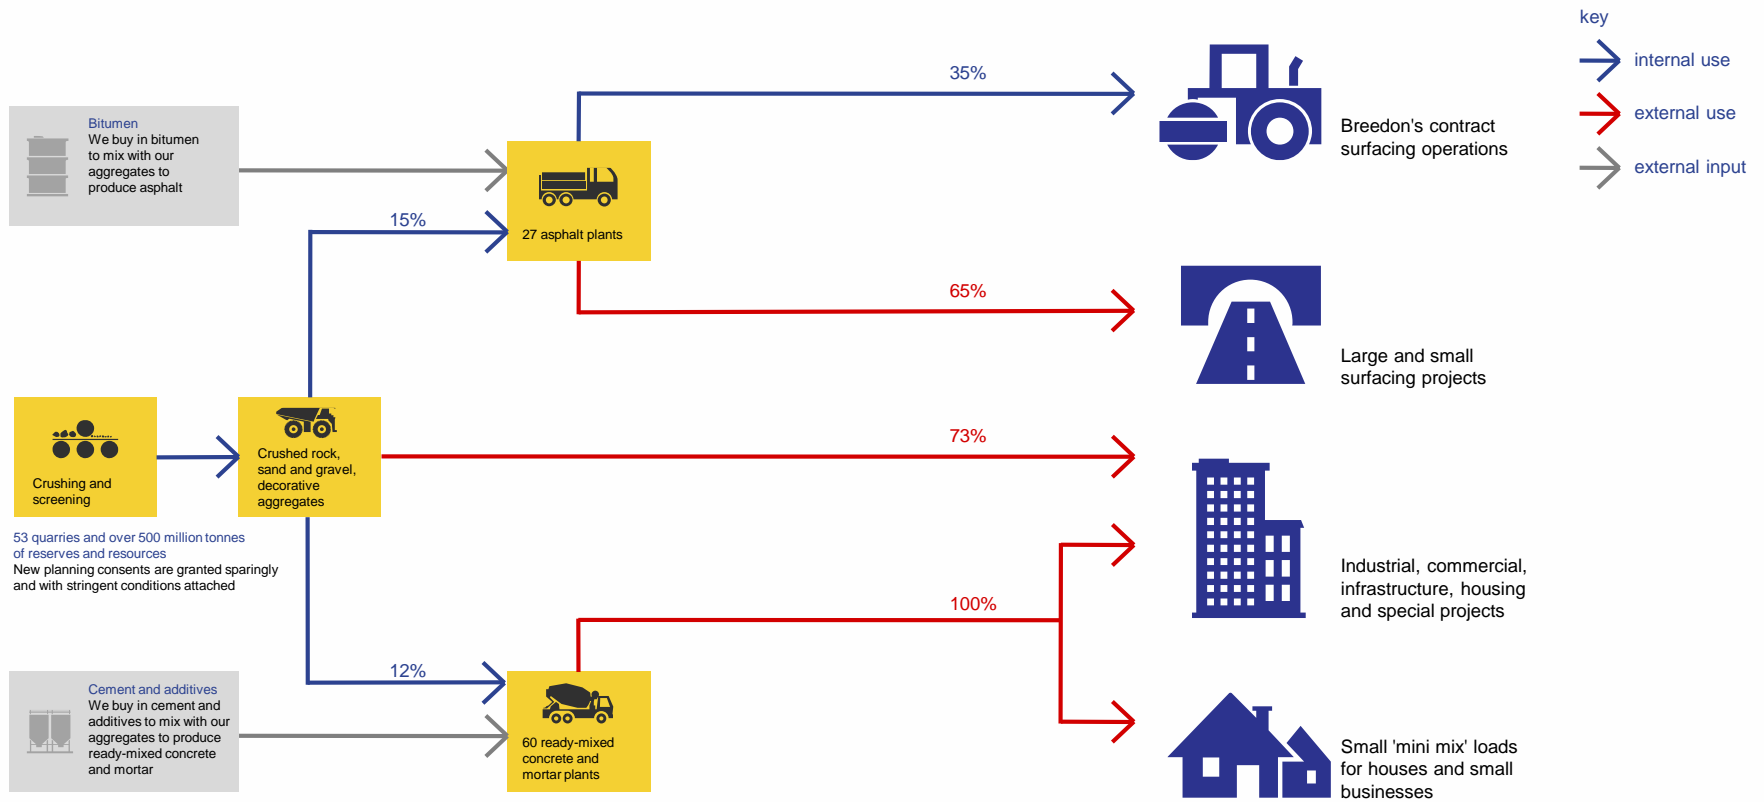 key
internal use
external use
external input
35%
Breedon's contract
surfacing operations
Bitumen
We buy in bitumen
to mix with our
aggregates to
produce asphalt
15%
27 asphalt plants
65%
Large and small
surfacing projects
Crushing and
screening
Crushed rock,
sand and gravel,
decorative
aggregates
73%
53 quarries and over 500 million tonnes
of reserves and resources
New planning consents are granted sparingly
and with stringent conditions attached
Industrial, commercial,
infrastructure, housing
and special projects
100%
12%
Cement and additives
We buy in cement and
additives to mix with our
aggregates to produce
ready-mixed concrete
and mortar
60 ready-mixed
concrete and
mortar plants
Small 'mini mix' loads
for houses and small
businesses